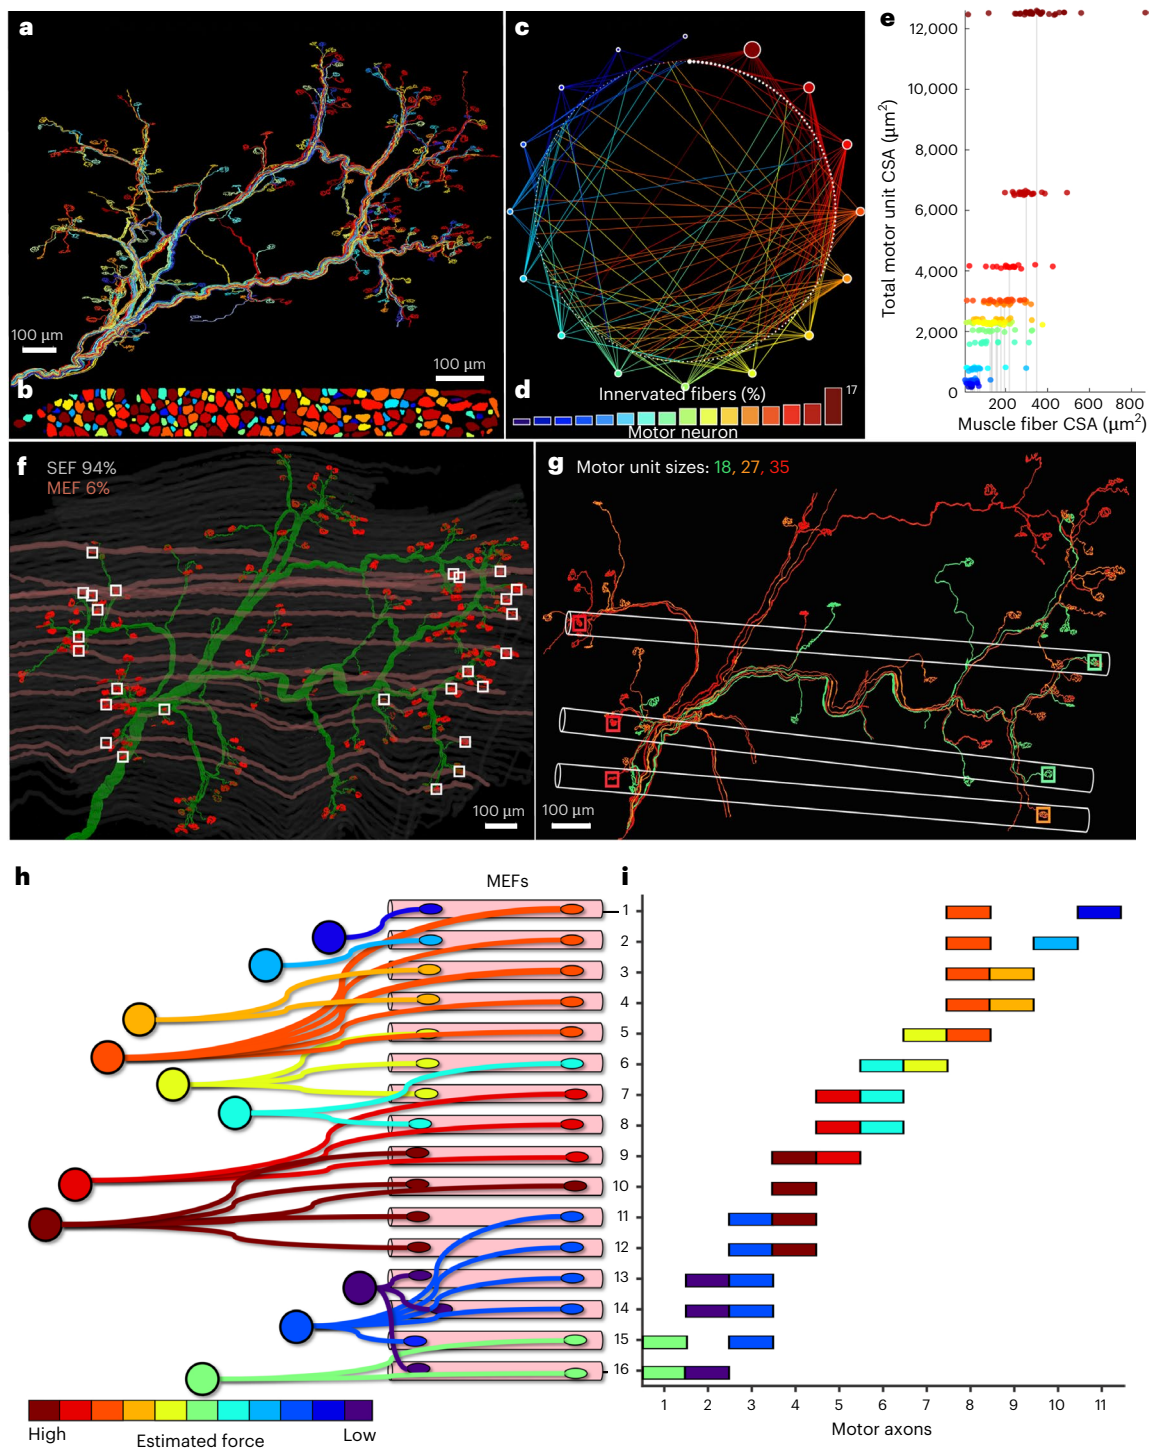 a
100 μm
100 μm
b
c
d
Innervated fibers (%)
17
Motor neuron
e
Total motor unit CSA (μm²)
12,000
10,000
8,000
6,000
4,000
2,000
0
200 400 600 800
Muscle fiber CSA (μm²)
f
SEF 94%
MEF 6%
100 μm
g
Motor unit sizes: 18, 27, 35
100 μm
h
MEFs
High
Estimated force
Low
i
1
2
3
4
5
6
7
8
9
10
11
12
13
14
15
16
1 2 3 4 5 6 7 8 9 10 11
Motor axons